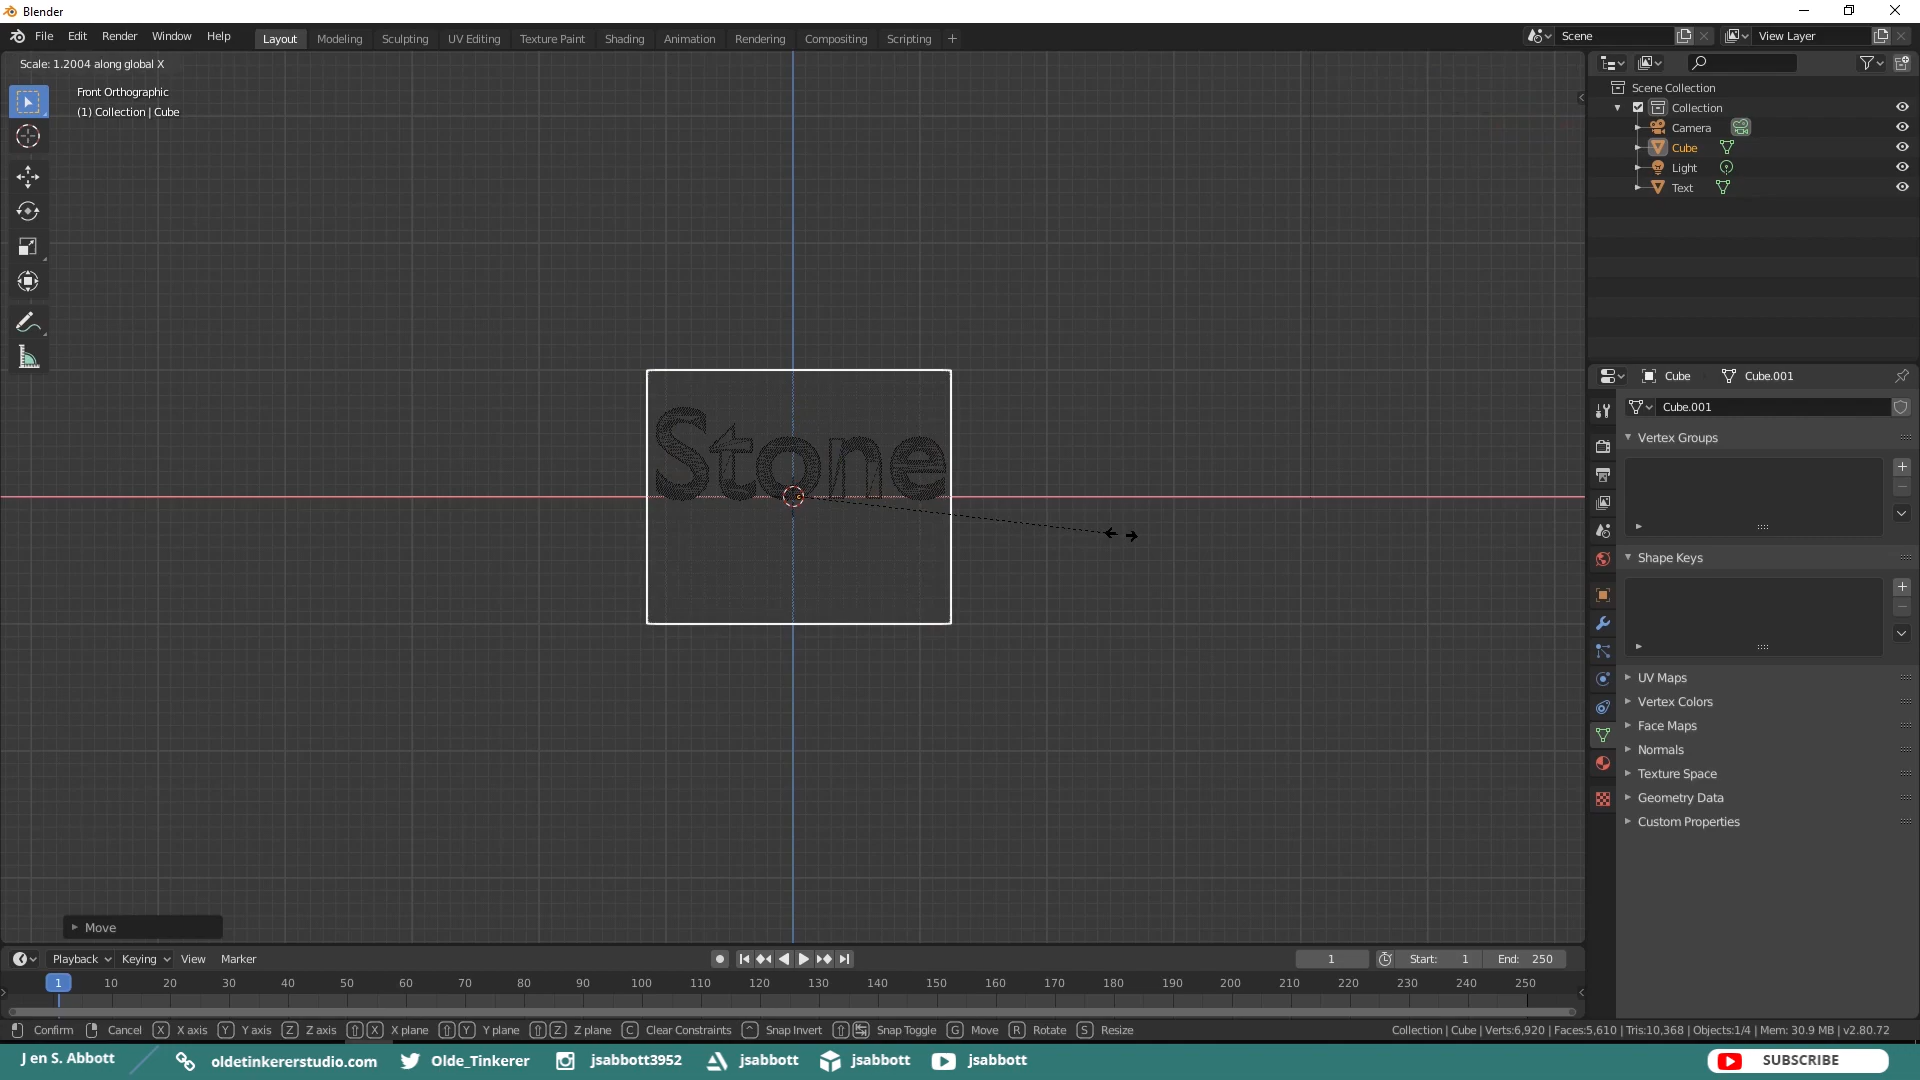 Blender
File Edit Render Window Help
Layout Modeling Sculpting UV Editing Texture Paint Shading Animation Rendering Compositing Scripting +
Scene
View Layer
Scale: 1.2004 along global X
Front Orthographic
(1) Collection | Cube
Stone
Scene Collection
Collection
Camera
Cube
Light
Text
Cube Cube.001
Cube.001
Vertex Groups
Shape Keys
UV Maps
Vertex Colors
Face Maps
Normals
Texture Space
Geometry Data
Custom Properties
Move
Playback Keying View Marker
1 Start: 1 End: 250
1 10 20 30 40 50 60 70 80 90 100 110 120 130 140 150 160 170 180 190 200 210 220 230 240 250
Confirm Cancel X X axis Y Y axis Z Z axis X X plane Y Y plane Z Z plane C Clear Constraints ^ Snap Invert Snap Toggle G Move R Rotate S Resize
Collection | Cube | Verts:6,920 | Faces:5,610 | Tris:10,368 | Objects:1/4 | Mem: 30.9 MB | v2.80.72
J en S. Abbott oldetinkererstudio.com Olde_Tinkerer jsabbott3952 jsabbott jsabbott jsabbott SUBSCRIBE